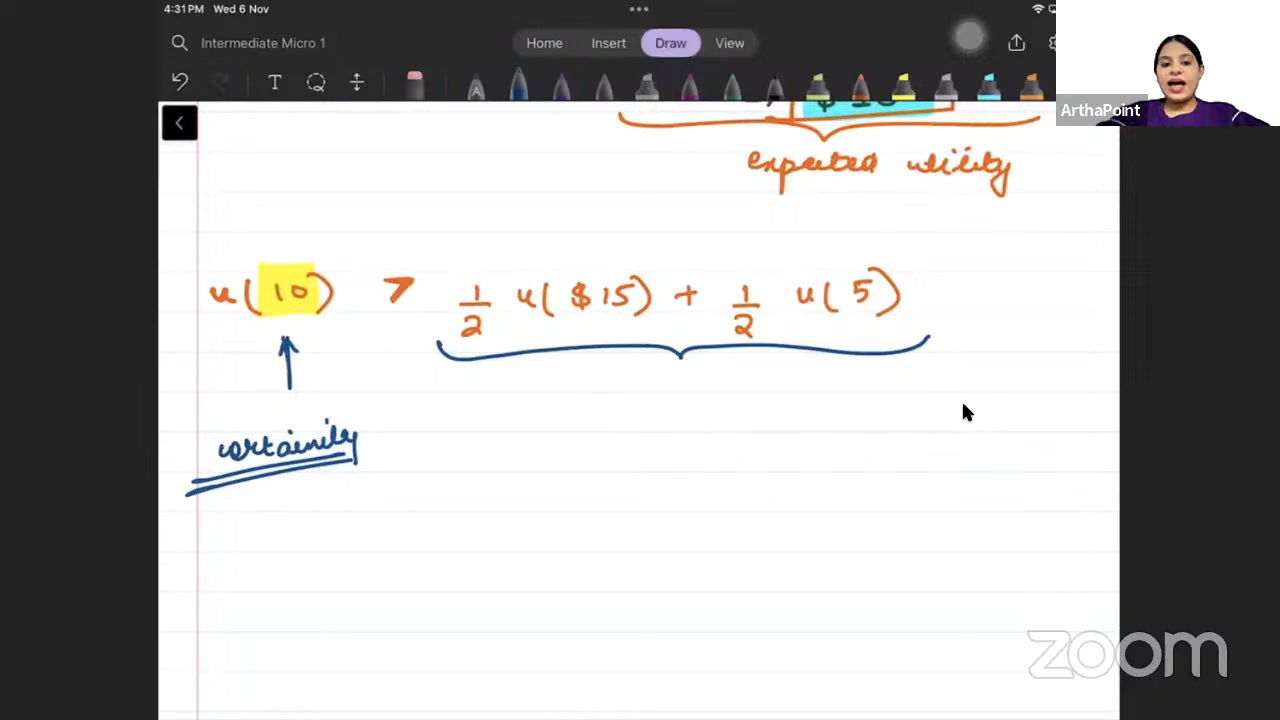 4:31 PM Wed 6 Nov
Intermediate Micro 1
Home Insert Draw View
T
A
ArthaPoint
expected utility
u(10) > 1/2 u($15) + 1/2 u(5)
certainity
zoom